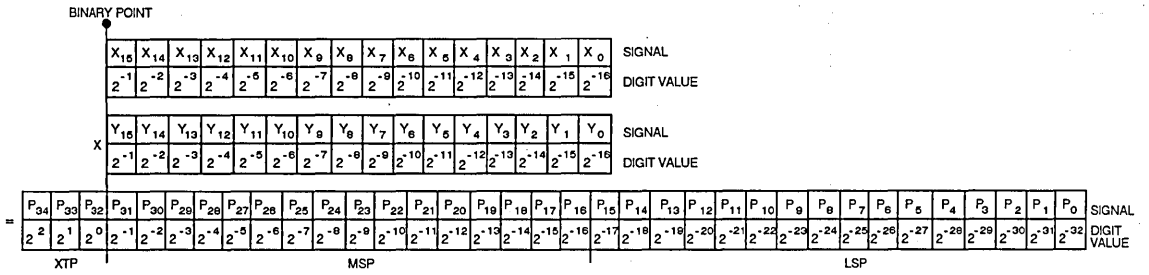 BINARY POINT
X15 X14 X13 X12 X11 X10 X9 X8 X7 X6 X5 X4 X3 X2 X1 X0 SIGNAL
2^-1 2^-2 2^-3 2^-4 2^-5 2^-6 2^-7 2^-8 2^-9 2^-10 2^-11 2^-12 2^-13 2^-14 2^-15 2^-16 DIGIT VALUE
X Y15 Y14 Y13 Y12 Y11 Y10 Y9 Y8 Y7 Y6 Y5 Y4 Y3 Y2 Y1 Y0 SIGNAL
2^-1 2^-2 2^-3 2^-4 2^-5 2^-6 2^-7 2^-8 2^-9 2^-10 2^-11 2^-12 2^-13 2^-14 2^-15 2^-16 DIGIT VALUE
= P34 P33 P32 P31 P30 P29 P28 P27 P26 P25 P24 P23 P22 P21 P20 P19 P18 P17 P16 P15 P14 P13 P12 P11 P10 P9 P8 P7 P6 P5 P4 P3 P2 P1 P0 SIGNAL
2^2 2^1 2^0 2^-1 2^-2 2^-3 2^-4 2^-5 2^-6 2^-7 2^-8 2^-9 2^-10 2^-11 2^-12 2^-13 2^-14 2^-15 2^-16 2^-17 2^-18 2^-19 2^-20 2^-21 2^-22 2^-23 2^-24 2^-25 2^-26 2^-27 2^-28 2^-29 2^-30 2^-31 2^-32 DIGIT VALUE
XTP MSP LSP